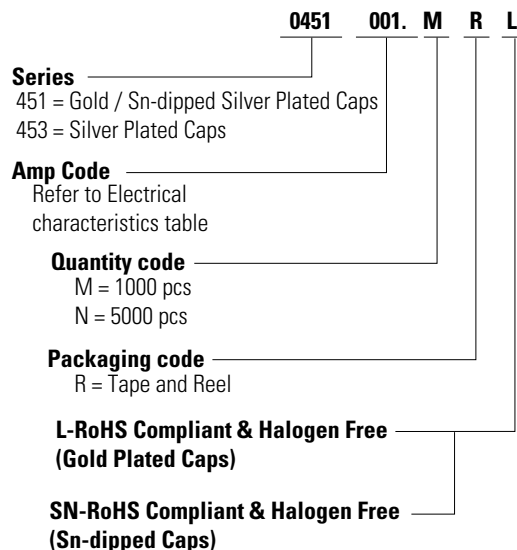 0451 001. M R L
Series
451 = Gold / Sn-dipped Silver Plated Caps
453 = Silver Plated Caps
Amp Code
Refer to Electrical
characteristics table
Quantity code
M = 1000 pcs
N = 5000 pcs
Packaging code
R = Tape and Reel
L-RoHS Compliant & Halogen Free
(Gold Plated Caps)
SN-RoHS Compliant & Halogen Free
(Sn-dipped Caps)